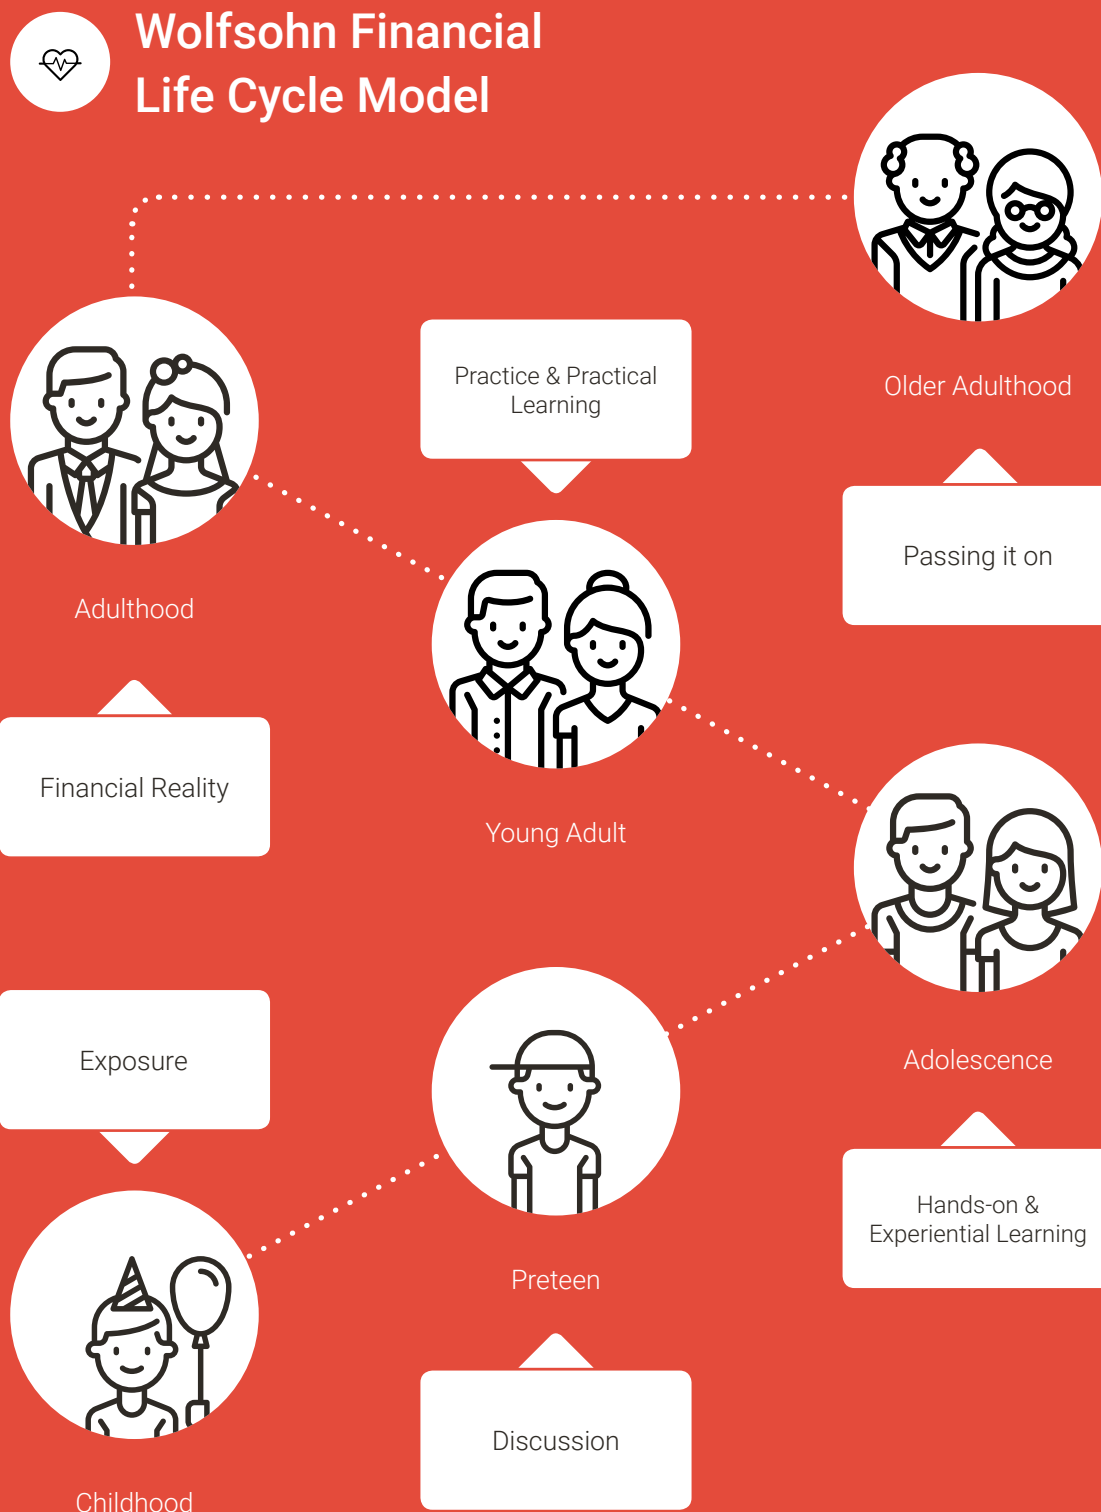 Wolfsohn Financial
Life Cycle Model
Practice & Practical
Learning
Older Adulthood
Passing it on
Adulthood
Financial Reality
Young Adult
Exposure
Adolescence
Hands-on &
Experiential Learning
Preteen
Discussion
Childhood